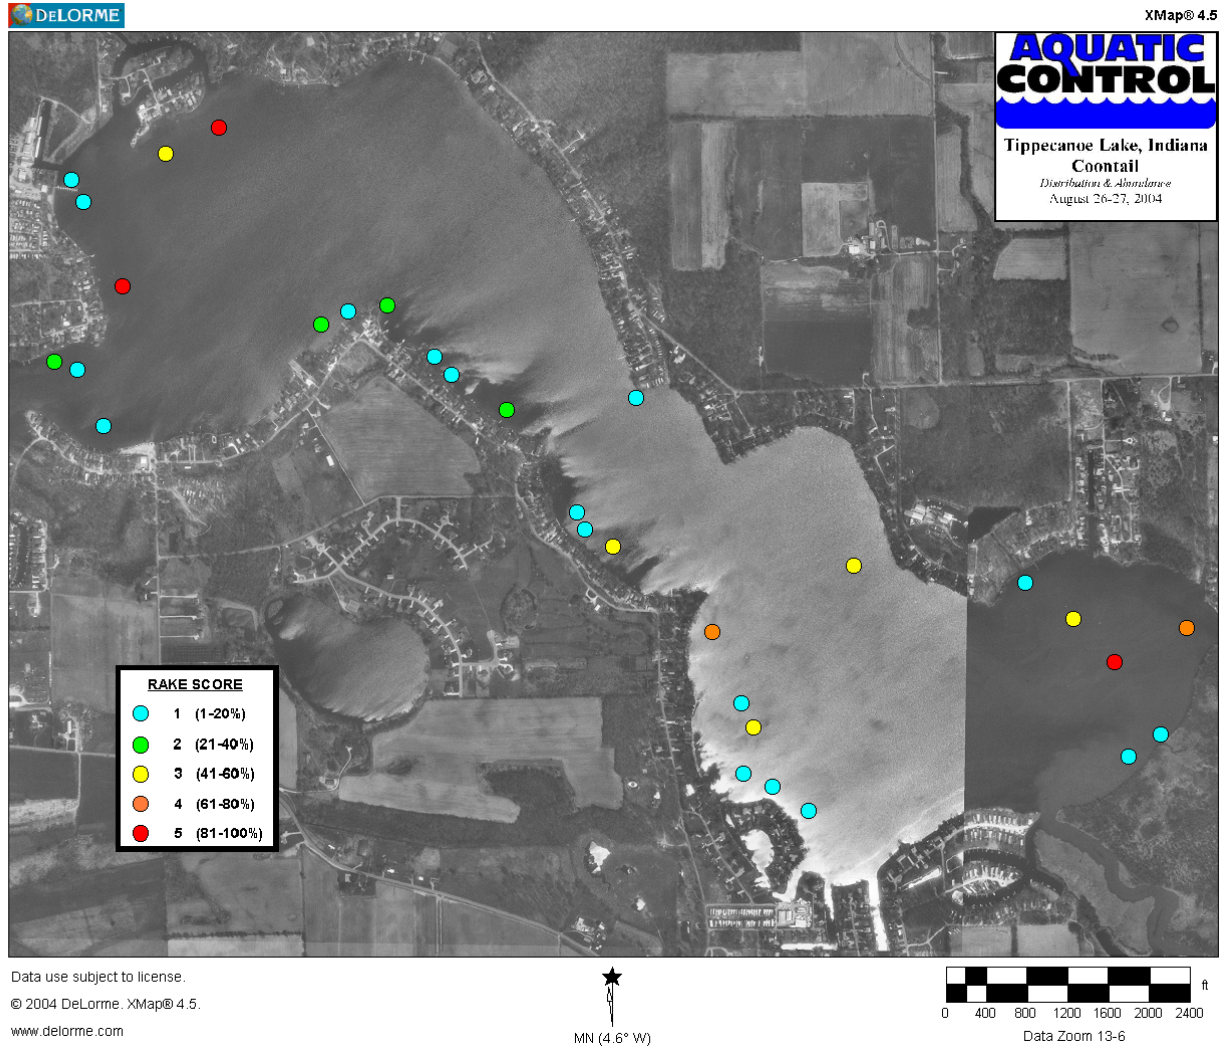 DELORME
XMap® 4.5
AQUATIC
CONTROL
Tippecanoe Lake, Indiana
Coontail
Distribution & Abundance
August 26-27, 2004
RAKE SCORE
1 (1-20%)
2 (21-40%)
3 (41-60%)
4 (61-80%)
5 (81-100%)
Data use subject to license.
© 2004 DeLorme. XMap® 4.5.
www.delorme.com
MN (4.6° W)
ft
0 400 800 1200 1600 2000 2400
Data Zoom 13-6